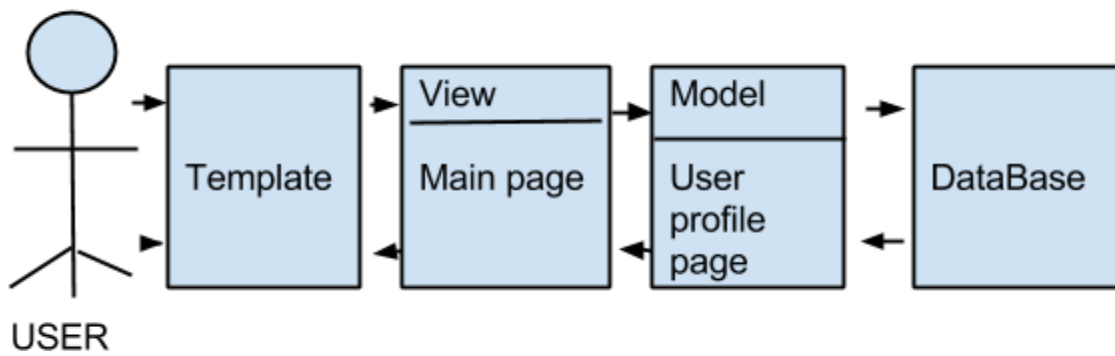 View
Model
Template
Main page
User
profile
page
DataBase
USER